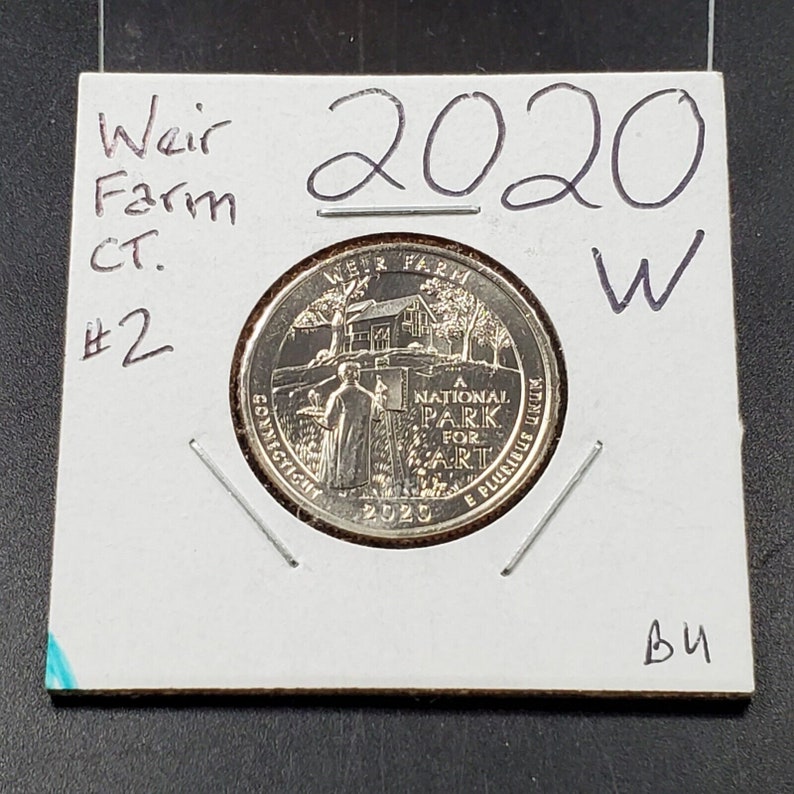 Weir
Farm
CT.
#2
2020
W
WEIR FARM
A
NATIONAL
PARK
FOR
ART
CONNECTICUT
2020
E PLURIBUS UNUM
BU